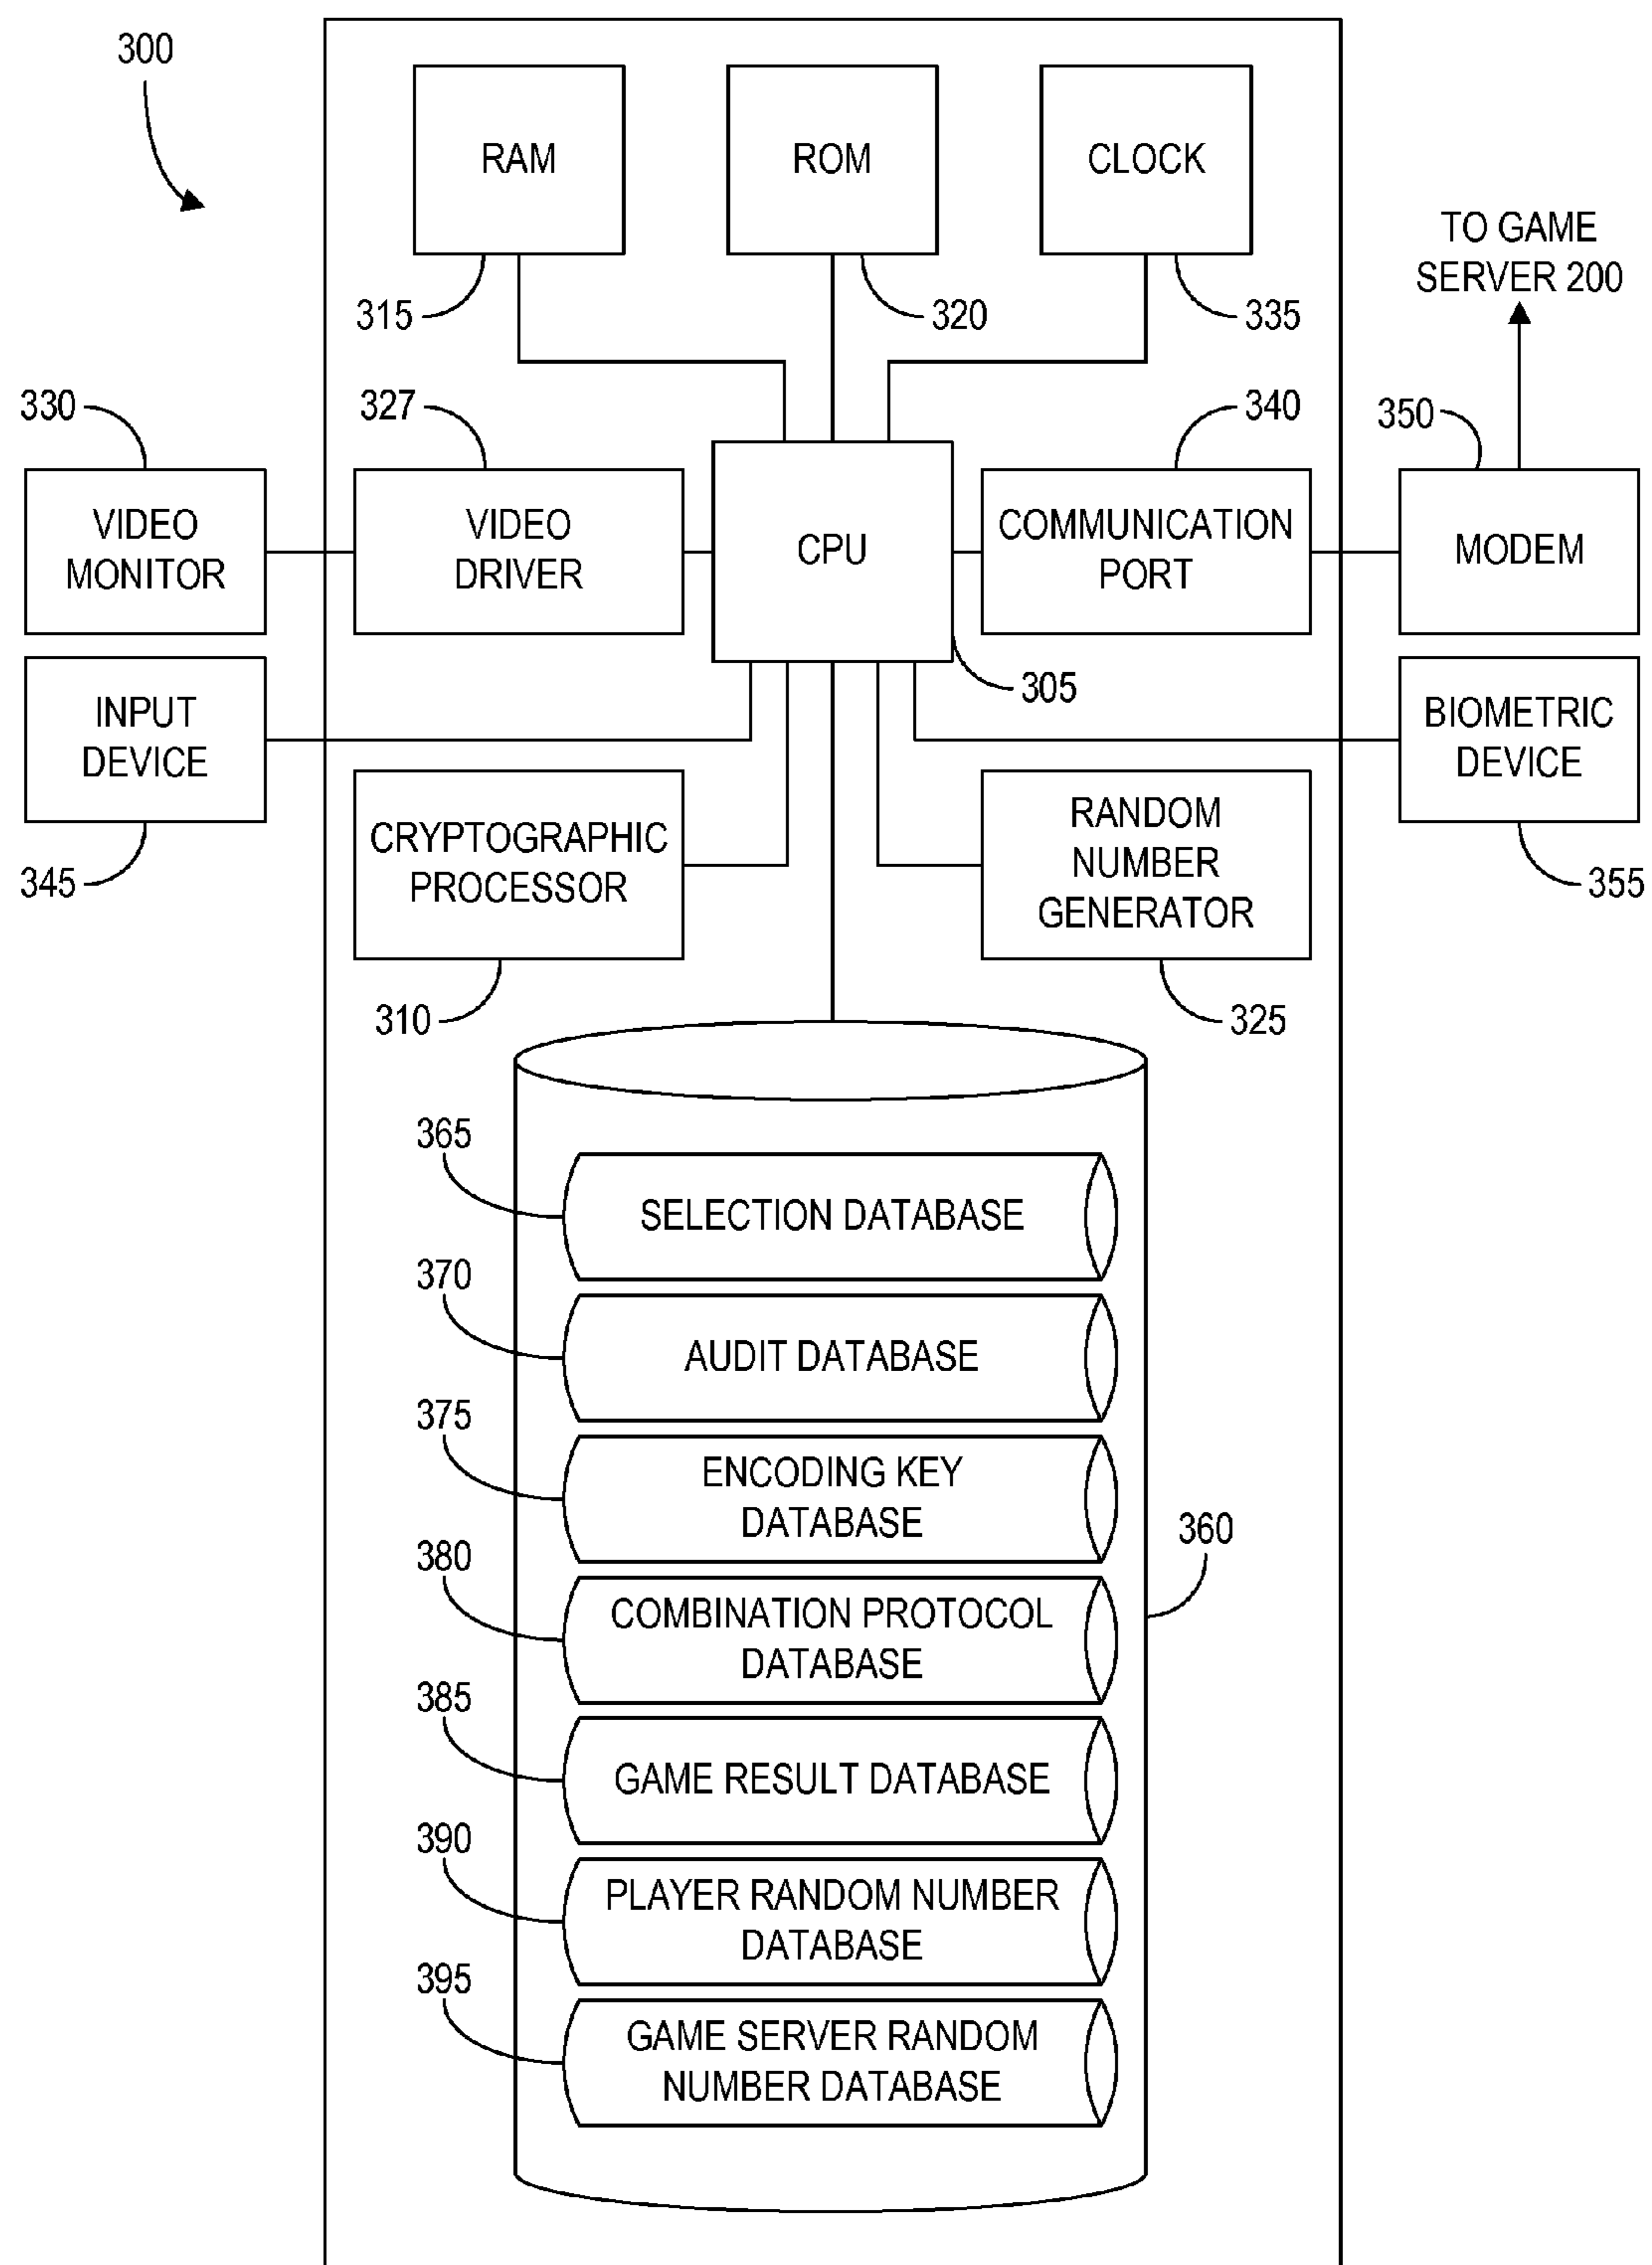 300
RAM
ROM
CLOCK
TO GAME
SERVER 200
315
320
335
330
327
340
350
VIDEO
MONITOR
VIDEO
DRIVER
CPU
COMMUNICATION
PORT
MODEM
305
INPUT
DEVICE
BIOMETRIC
DEVICE
CRYPTOGRAPHIC
PROCESSOR
RANDOM
NUMBER
GENERATOR
345
355
310
325
365
SELECTION DATABASE
370
AUDIT DATABASE
375
ENCODING KEY
DATABASE
360
380
COMBINATION PROTOCOL
DATABASE
385
GAME RESULT DATABASE
390
PLAYER RANDOM NUMBER
DATABASE
395
GAME SERVER RANDOM
NUMBER DATABASE